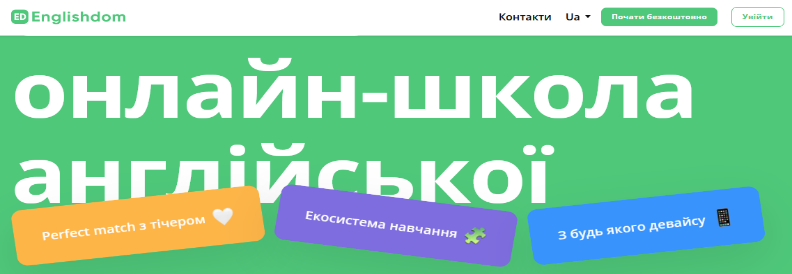 ED Englishdom
Контакти
Ua
Почати безкоштовно
Увійти
онлайн-школа
англійської
Perfect match з тічером
Екосистема навчання
З будь якого девайсу